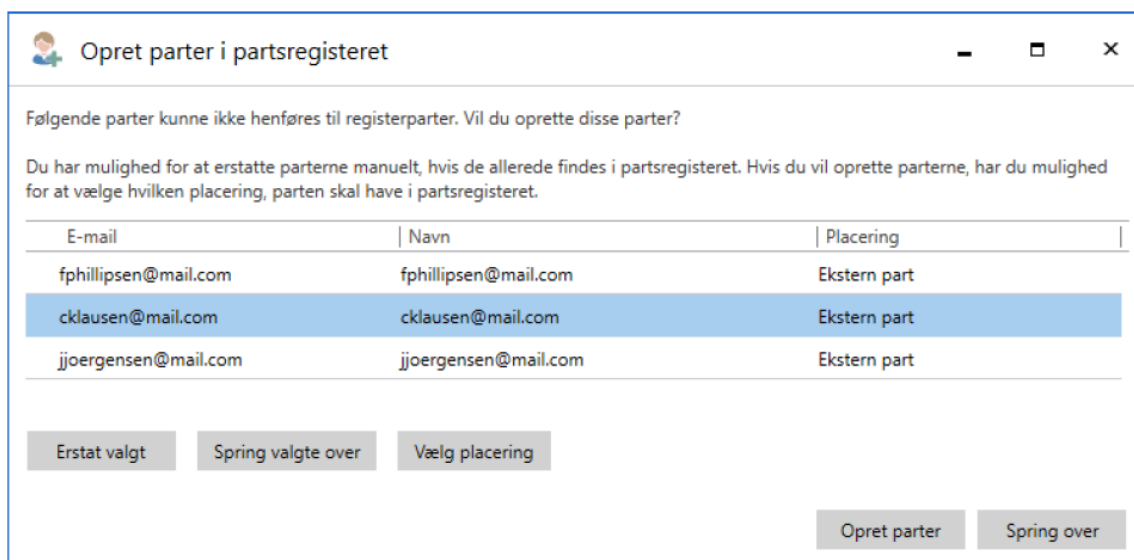 Opret parter i partsregisteret
Følgende parter kunne ikke henføres til registerparter. Vil du oprette disse parter?
Du har mulighed for at erstatte parterne manuelt, hvis de allerede findes i partsregisteret. Hvis du vil oprette parterne, har du mulighed
for at vælge hvilken placering, parten skal have i partsregisteret.
E-mail Navn Placering
fphillipsen@mail.com fphillipsen@mail.com Ekstern part
cklausen@mail.com cklausen@mail.com Ekstern part
jjoergensen@mail.com jjoergensen@mail.com Ekstern part
Erstat valgt Spring valgte over Vælg placering
Opret parter Spring over